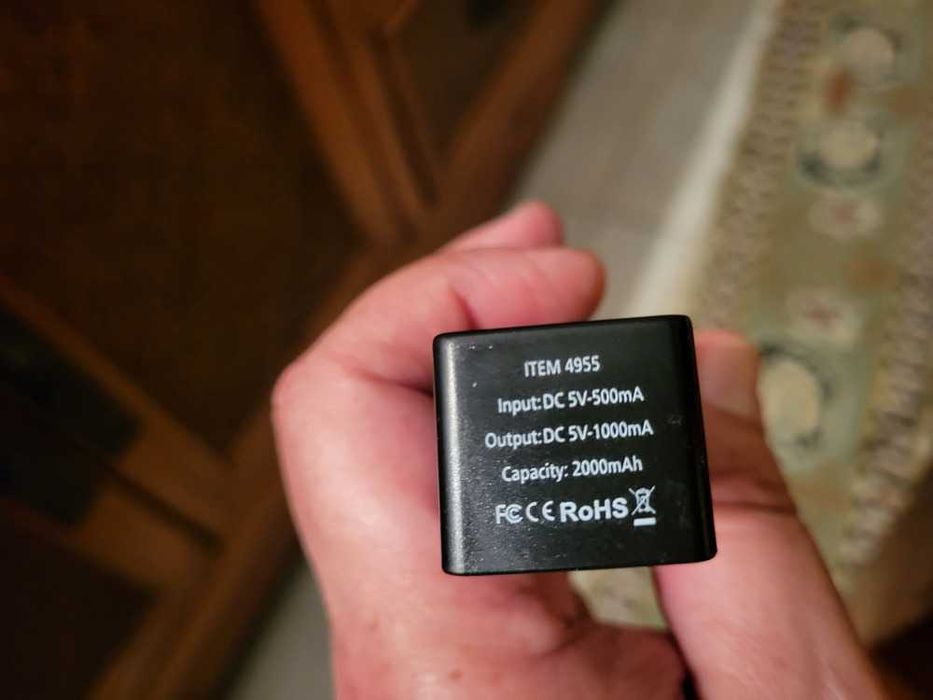 ITEM 4955
Input:DC 5V-500mA
Output:DC 5V-1000mA
Capacity: 2000mAh
FC CE RoHS